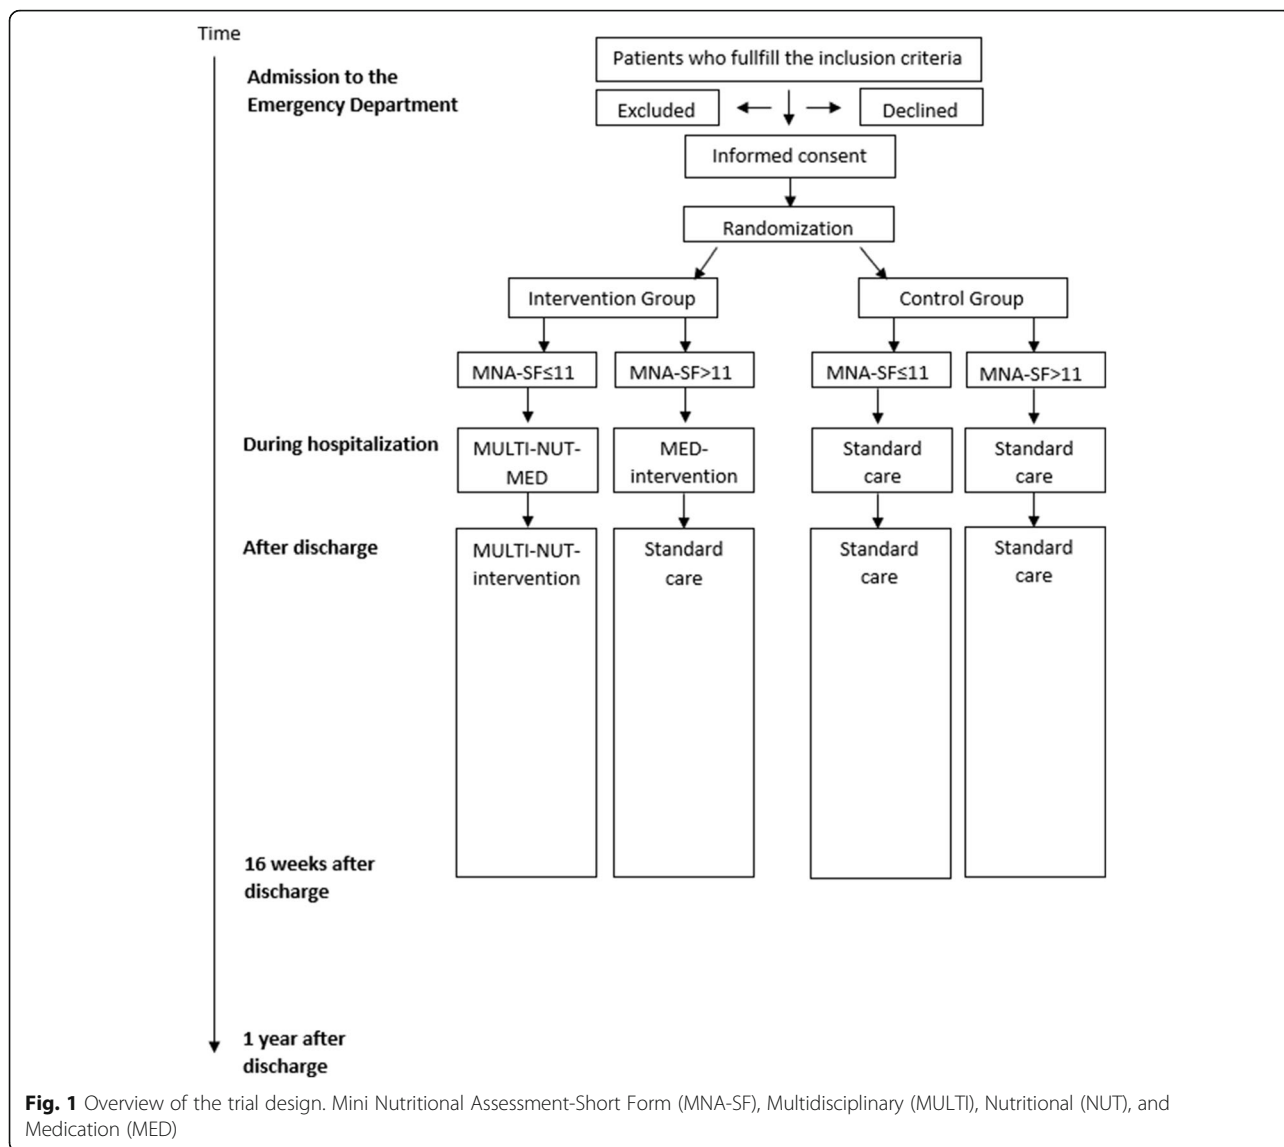 Time
Admission to the
Emergency Department
Patients who fullfill the inclusion criteria
Excluded
Declined
Informed consent
Randomization
Intervention Group
Control Group
MNA-SF≤11
MNA-SF>11
MNA-SF≤11
MNA-SF>11
During hospitalization
MULTI-NUT-
MED
MED-
intervention
Standard
care
Standard
care
After discharge
MULTI-NUT-
intervention
Standard
care
Standard
care
Standard
care
16 weeks after
discharge
1 year after
discharge
Fig. 1 Overview of the trial design. Mini Nutritional Assessment-Short Form (MNA-SF), Multidisciplinary (MULTI), Nutritional (NUT), and
Medication (MED)